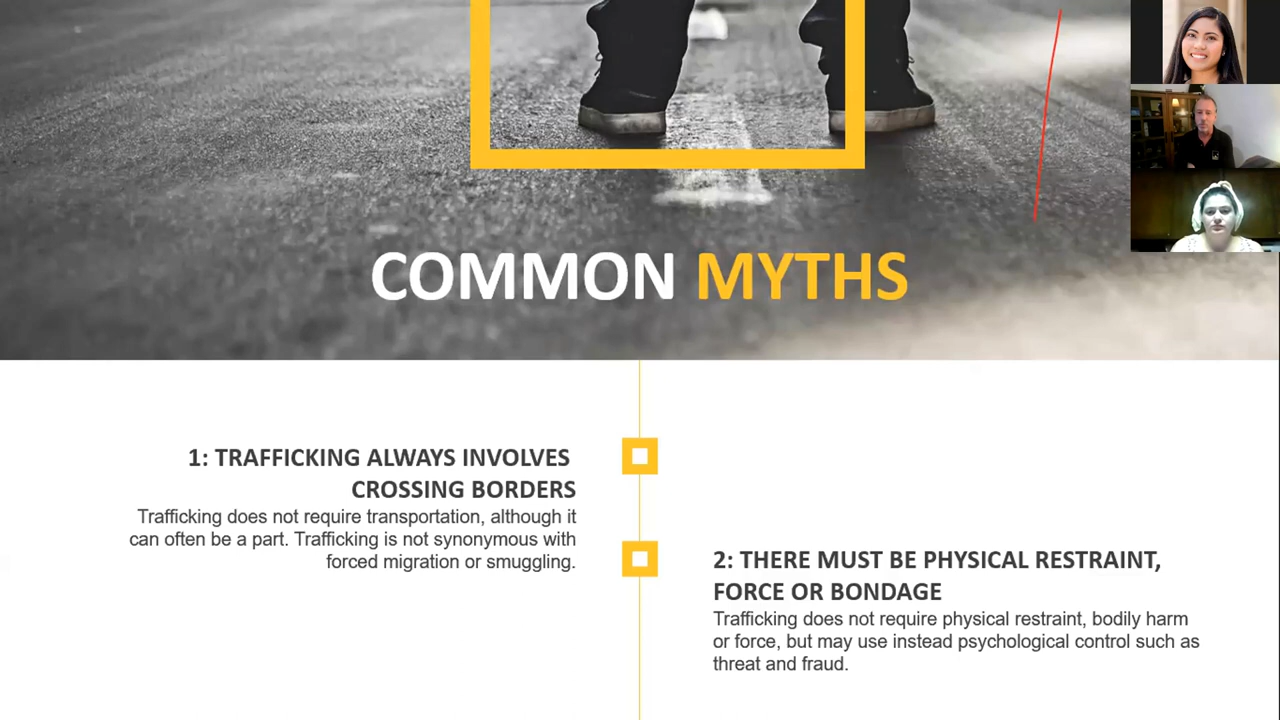 COMMON MYTHS
1: TRAFFICKING ALWAYS INVOLVES
CROSSING BORDERS
Trafficking does not require transportation, although it
can often be a part. Trafficking is not synonymous with
forced migration or smuggling.
2: THERE MUST BE PHYSICAL RESTRAINT,
FORCE OR BONDAGE
Trafficking does not require physical restraint, bodily harm
or force, but may use instead psychological control such as
threat and fraud.